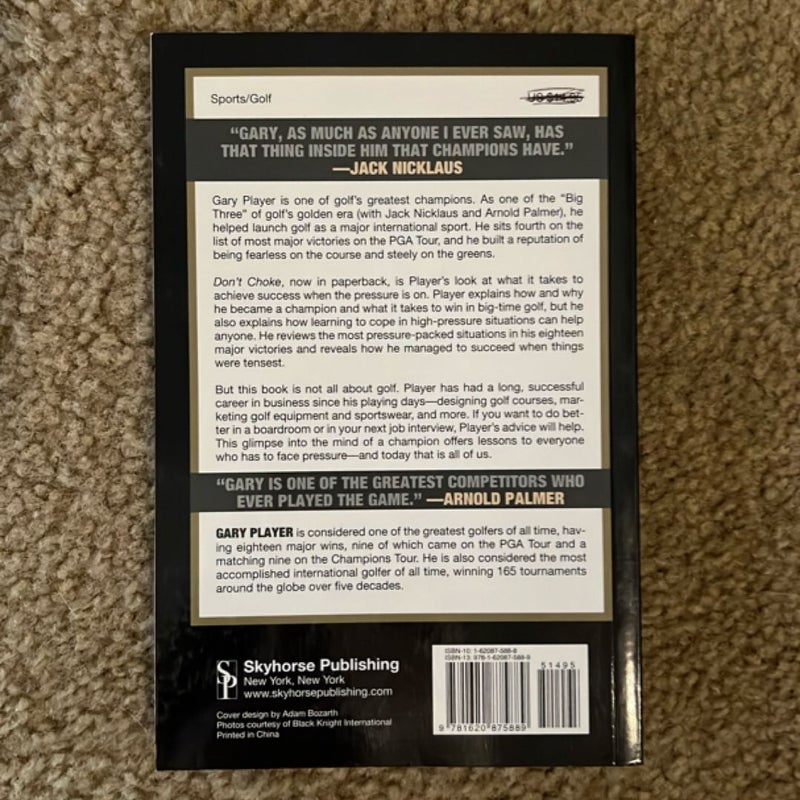 Sports/Golf
US $14.95
“GARY, AS MUCH AS ANYONE I EVER SAW, HAS
THAT THING INSIDE HIM THAT CHAMPIONS HAVE.”
—JACK NICKLAUS
Gary Player is one of golf’s greatest champions. As one of the “Big
Three” of golf’s golden era (with Jack Nicklaus and Arnold Palmer), he
helped launch golf as a major international sport. He sits fourth on the
list of most major victories on the PGA Tour, and he built a reputation of
being fearless on the course and steely on the greens.
Don’t Choke, now in paperback, is Player’s look at what it takes to
achieve success when the pressure is on. Player explains how and why
he became a champion and what it takes to win in big-time golf, but he
also explains how learning to cope in high-pressure situations can help
anyone. He reviews the most pressure-packed situations in his eighteen
major victories and reveals how he managed to succeed when things
were tensest.
But this book is not all about golf. Player has had a long, successful
career in business since his playing days—designing golf courses, mar-
keting golf equipment and sportswear, and more. If you want to do bet-
ter in a boardroom or in your next job interview, Player’s advice will help.
This glimpse into the mind of a champion offers lessons to everyone
who has to face pressure—and today that is all of us.
“GARY IS ONE OF THE GREATEST COMPETITORS WHO
EVER PLAYED THE GAME.” —ARNOLD PALMER
GARY PLAYER is considered one of the greatest golfers of all time, hav-
ing eighteen major wins, nine of which came on the PGA Tour and a
matching nine on the Champions Tour. He is also considered the most
accomplished international golfer of all time, winning 165 tournaments
around the globe over five decades.
SP
Skyhorse Publishing
New York, New York
www.skyhorsepublishing.com
Cover design by Adam Bozarth
Photos courtesy of Black Knight International
Printed in China
ISBN-10: 1-62087-588-8
ISBN-13: 978-1-62087-588-9
51495
9 781620 875889